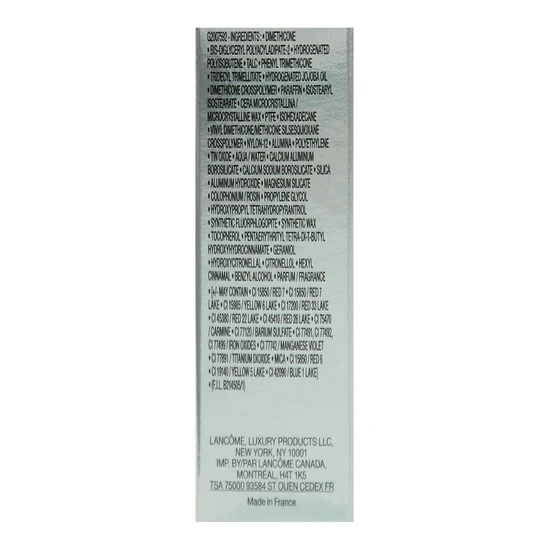 G2007592 - INGREDIENTS : • DIMETHICONE
• BIS-DIGLYCERYL POLYACYLADIPATE-2 • HYDROGENATED
POLYISOBUTENE • TALC • PHENYL TRIMETHICONE
• TRIDECYL TRIMELLITATE • HYDROGENATED JOJOBA OIL
• DIMETHICONE CROSSPOLYMER • PARAFFIN • ISOSTEARYL
ISOSTEARATE • CERA MICROCRISTALLINA /
MICROCRYSTALLINE WAX • PTFE • ISOHEXADECANE
• VINYL DIMETHICONE/METHICONE SILSESQUIOXANE
CROSSPOLYMER • NYLON-12 • ALUMINA • POLYETHYLENE
• TIN OXIDE • AQUA / WATER • CALCIUM ALUMINUM
BOROSILICATE • CALCIUM SODIUM BOROSILICATE • SILICA
• ALUMINUM HYDROXIDE • MAGNESIUM SILICATE
• COLOPHONIUM / ROSIN • PROPYLENE GLYCOL
• HYDROXYPROPYL TETRAHYDROPYRANTRIOL
• SYNTHETIC FLUORPHLOGOPITE • SYNTHETIC WAX
• TOCOPHEROL • PENTAERYTHRITYL TETRA-DI-T-BUTYL
HYDROXYHYDROCINNAMATE • GERANIOL
• HYDROXYCITRONELLAL • CITRONELLOL • HEXYL
CINNAMAL • BENZYL ALCOHOL • PARFUM / FRAGRANCE
• [+/- MAY CONTAIN • CI 15850 / RED 7 • CI 15850 / RED 7
LAKE • CI 15985 / YELLOW 6 LAKE • CI 17200 / RED 33 LAKE
• CI 45380 / RED 22 LAKE • CI 45410 / RED 28 LAKE • CI 75470
/ CARMINE • CI 77120 / BARIUM SULFATE • CI 77491, CI 77492,
CI 77499 / IRON OXIDES • CI 77742 / MANGANESE VIOLET
• CI 77891 / TITANIUM DIOXIDE • MICA • CI 15850 / RED 6
• CI 19140 / YELLOW 5 LAKE • CI 42090 / BLUE 1 LAKE]
• (F.I.L. B214505/1)
LANCÔME, LUXURY PRODUCTS LLC,
NEW YORK, NY 10001
IMP. BY/PAR LANCÔME CANADA,
MONTRÉAL, H4T 1K5
TSA 75000 93584 ST OUEN CEDEX FR
Made in France